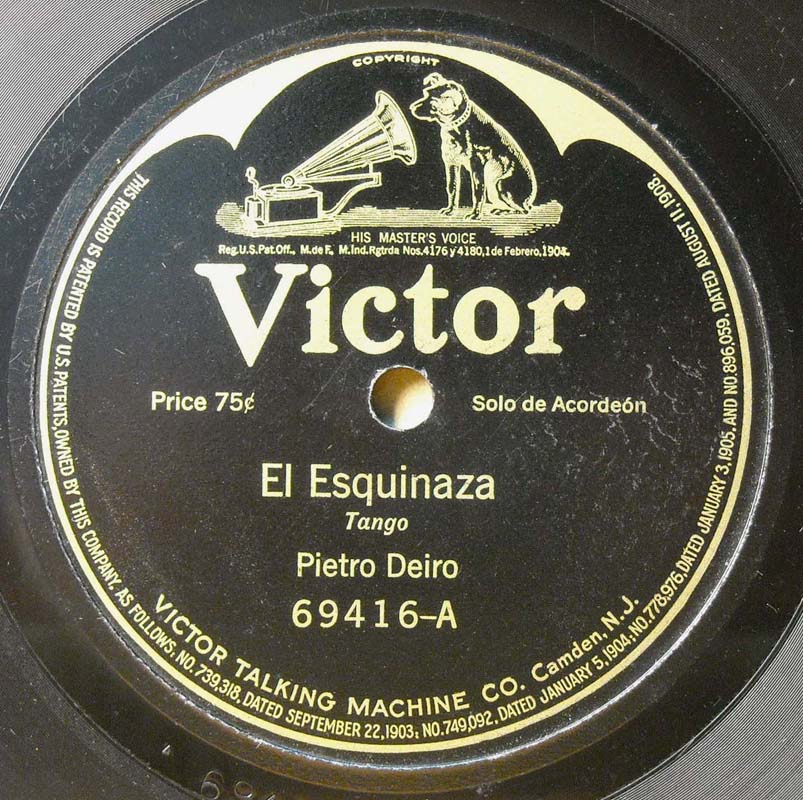 COPYRIGHT
HIS MASTER'S VOICE
Reg.U.S.Pat.Off., M.de F., M.Ind.Rgtrda Nos.4176 y 4180,1 de Febrero,1904.
Victor
Price 75¢
Solo de Acordeón
El Esquinaza
Tango
Pietro Deiro
69416-A
VICTOR TALKING MACHINE CO. Camden, N.J.
THIS RECORD IS PATENTED BY U.S. PATENTS, OWNED BY THIS COMPANY, AS FOLLOWS: NO. 739,318, DATED SEPTEMBER 22, 1903; NO. 749,092, DATED JANUARY 5, 1904; NO. 778,976, DATED JANUARY 3, 1905, AND NO. 896,059, DATED AUGUST 11, 1908.